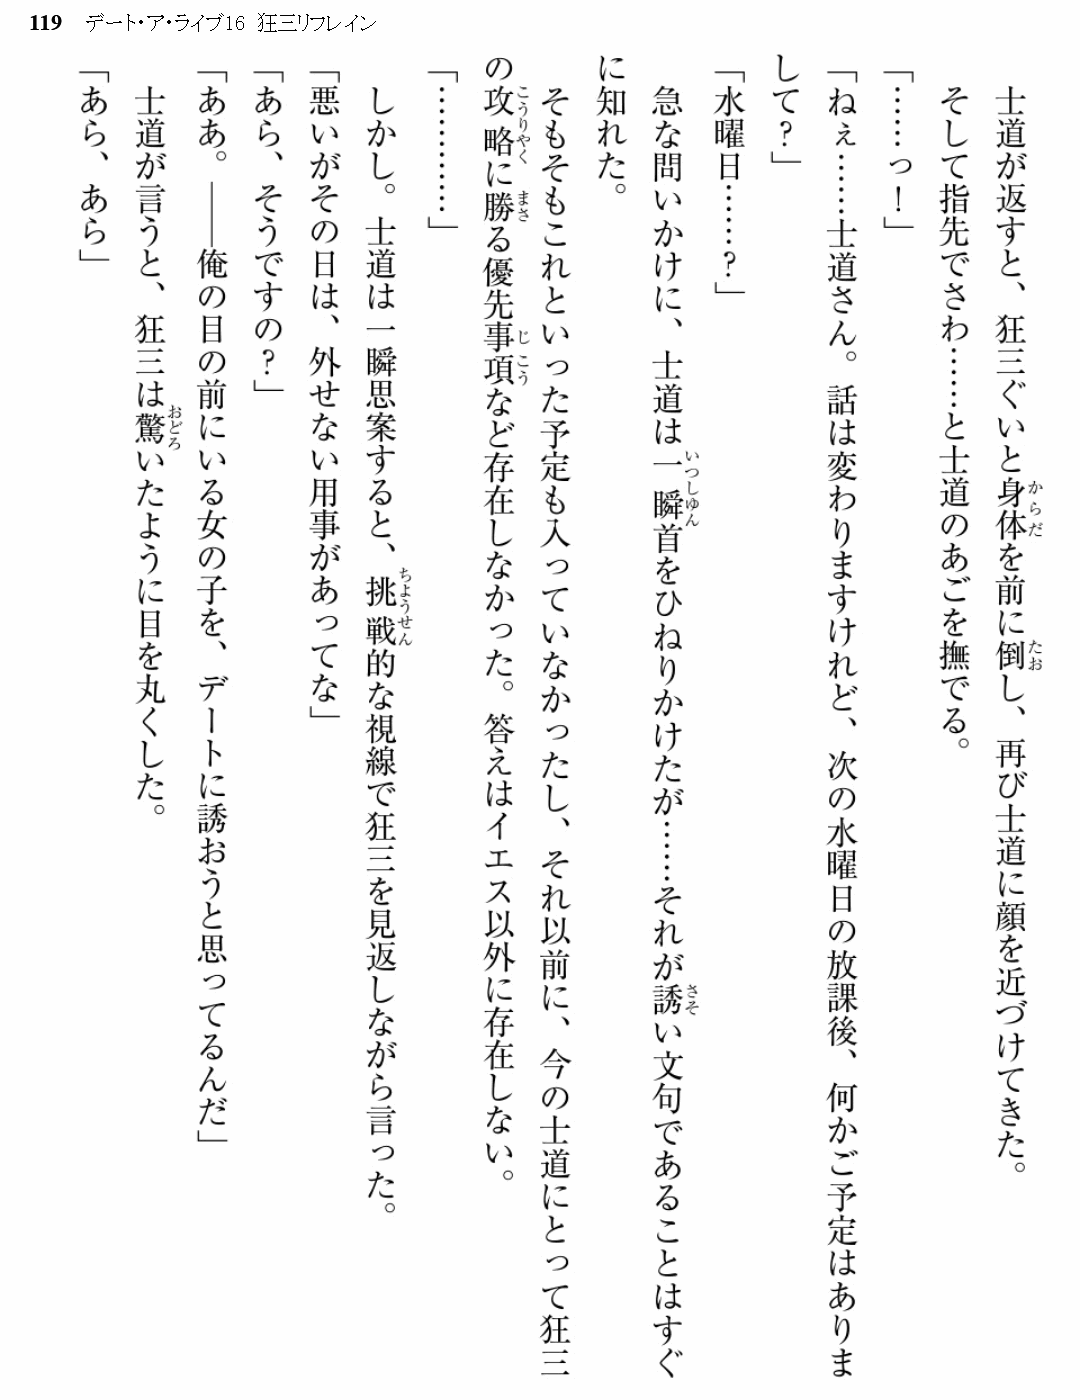 119 デート・ア・ライブ16 狂三リフレイン
士道が返すと、狂三ぐいと身体を前に倒し、再び士道に顔を近づけてきた。
そして指先でさわ……と士道のあごを撫でる。
「……っ！」
「ねぇ……士道さん。話は変わりますけれど、次の水曜日の放課後、何かご予定はありま
して？」
「水曜日……？」
急な問いかけに、士道は一瞬首をひねりかけたが……それが誘い文句であることはすぐ
に知れた。
そもそもこれといった予定も入っていなかったし、それ以前に、今の士道にとって狂三
の攻略に勝る優先事項など存在しなかった。答えはイエス以外に存在しない。
「…………」
しかし。士道は一瞬思案すると、挑戦的な視線で狂三を見返しながら言った。
「悪いがその日は、外せない用事があってな」
「あら、そうですの？」
「ああ。――俺の目の前にいる女の子を、デートに誘おうと思ってるんだ」
士道が言うと、狂三は驚いたように目を丸くした。
「あら、あら」